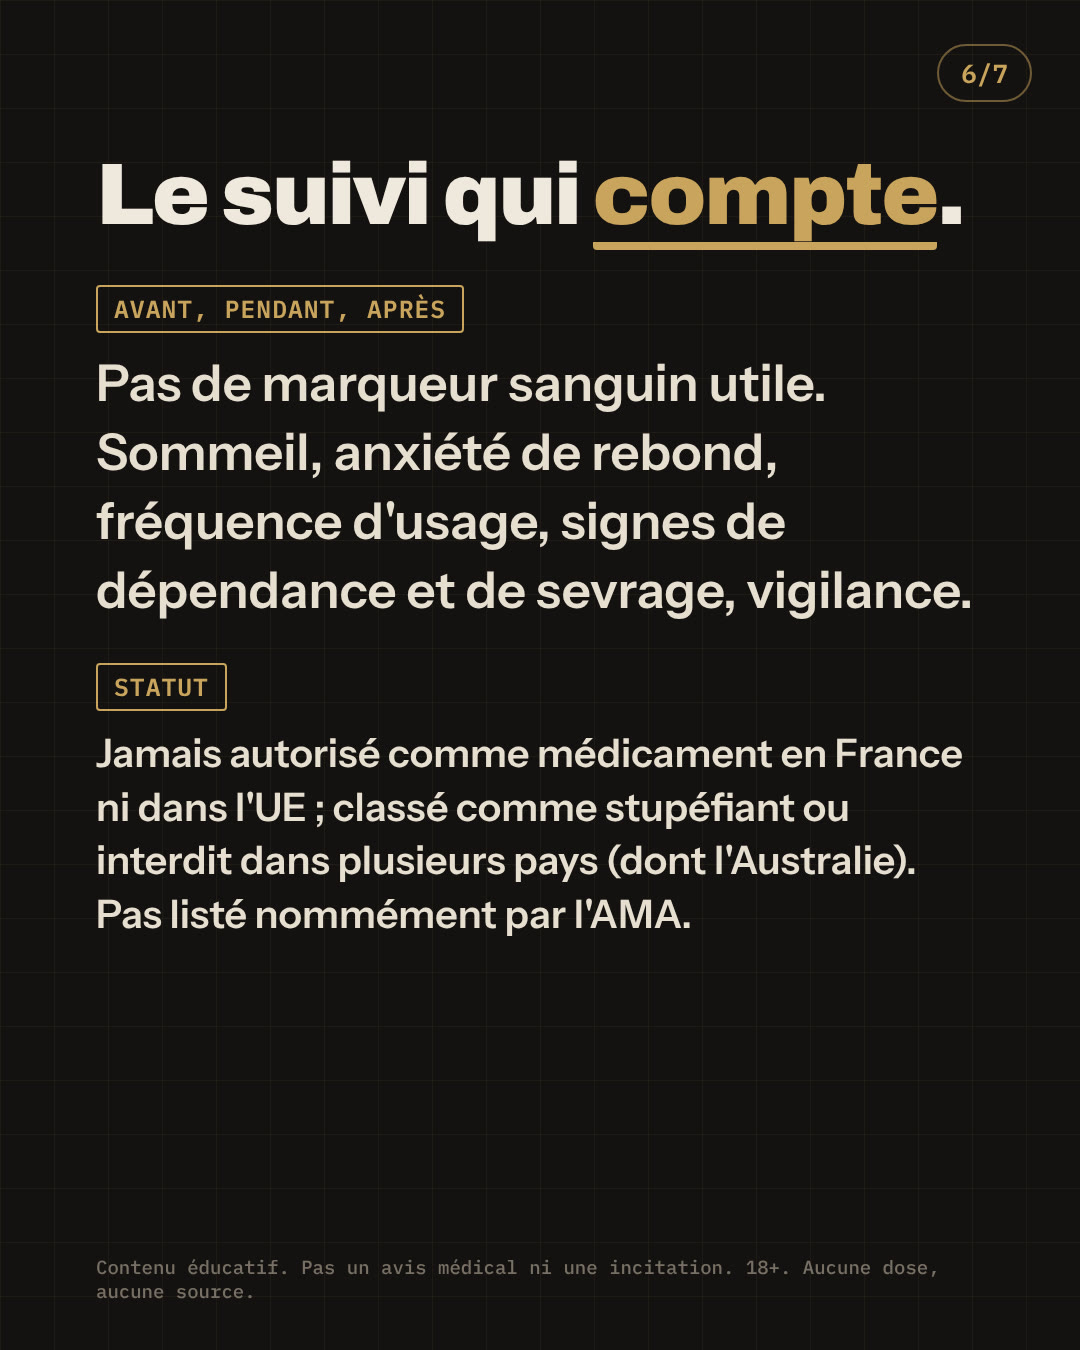 6/7
Le suivi qui compte.
AVANT, PENDANT, APRÈS
Pas de marqueur sanguin utile.
Sommeil, anxiété de rebond,
fréquence d'usage, signes de
dépendance et de sevrage, vigilance.
STATUT
Jamais autorisé comme médicament en France
ni dans l'UE ; classé comme stupéfiant ou
interdit dans plusieurs pays (dont l'Australie).
Pas listé nommément par l'AMA.
Contenu éducatif. Pas un avis médical ni une incitation. 18+. Aucune dose,
aucune source.